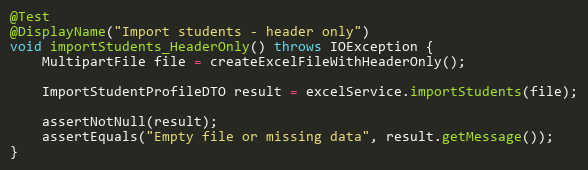 @Test
@DisplayName("Import students - header only")
void importStudents_HeaderOnly() throws IOException {
    MultipartFile file = createExcelFileWithHeaderOnly();

    ImportStudentProfileDTO result = excelService.importStudents(file);

    assertNotNull(result);
    assertEquals("Empty file or missing data", result.getMessage());
}